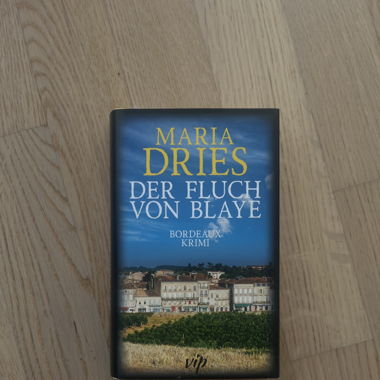 MARIA
DRIES
DER FLUCH
VON BLAYE
BORDEAUX-
KRIMI
vip